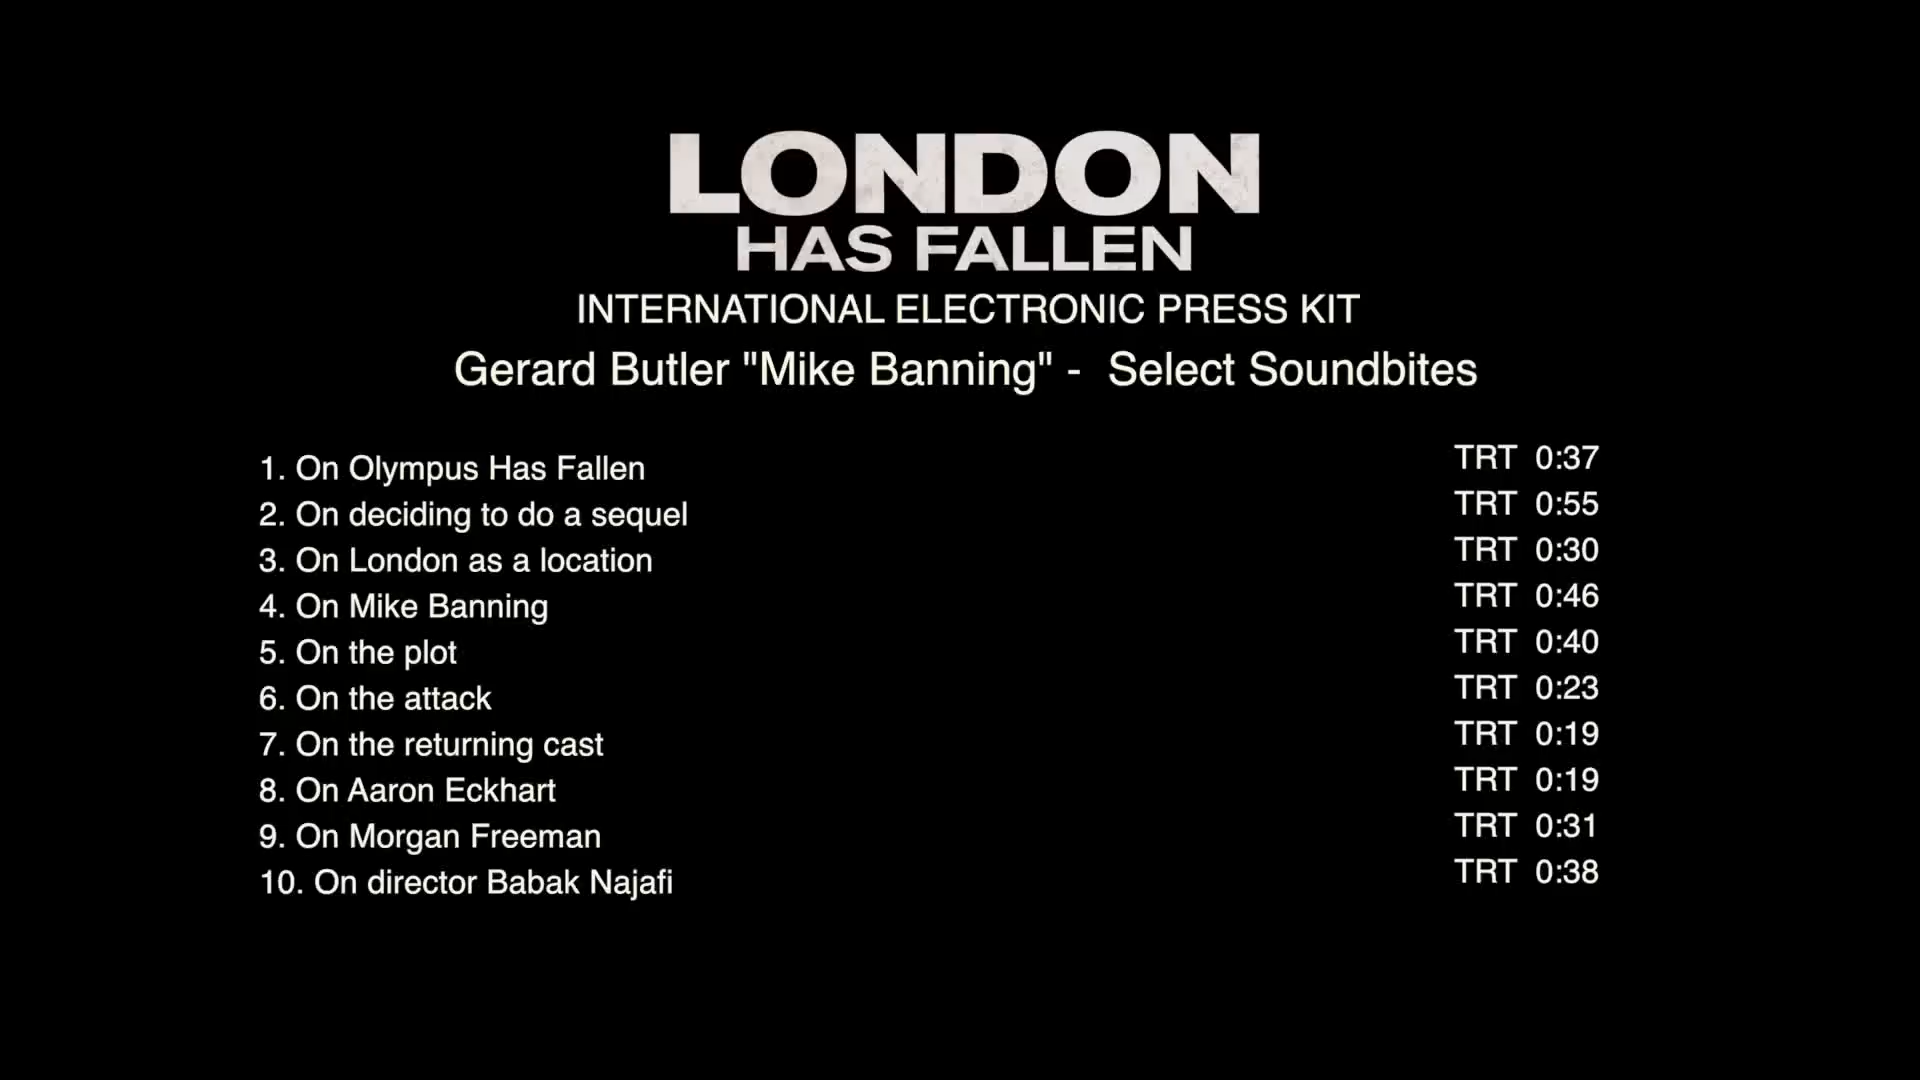 LONDON
HAS FALLEN
INTERNATIONAL ELECTRONIC PRESS KIT
Gerard Butler "Mike Banning" -  Select Soundbites
1. On Olympus Has Fallen TRT 0:37
2. On deciding to do a sequel TRT 0:55
3. On London as a location TRT 0:30
4. On Mike Banning TRT 0:46
5. On the plot TRT 0:40
6. On the attack TRT 0:23
7. On the returning cast TRT 0:19
8. On Aaron Eckhart TRT 0:19
9. On Morgan Freeman TRT 0:31
10. On director Babak Najafi TRT 0:38